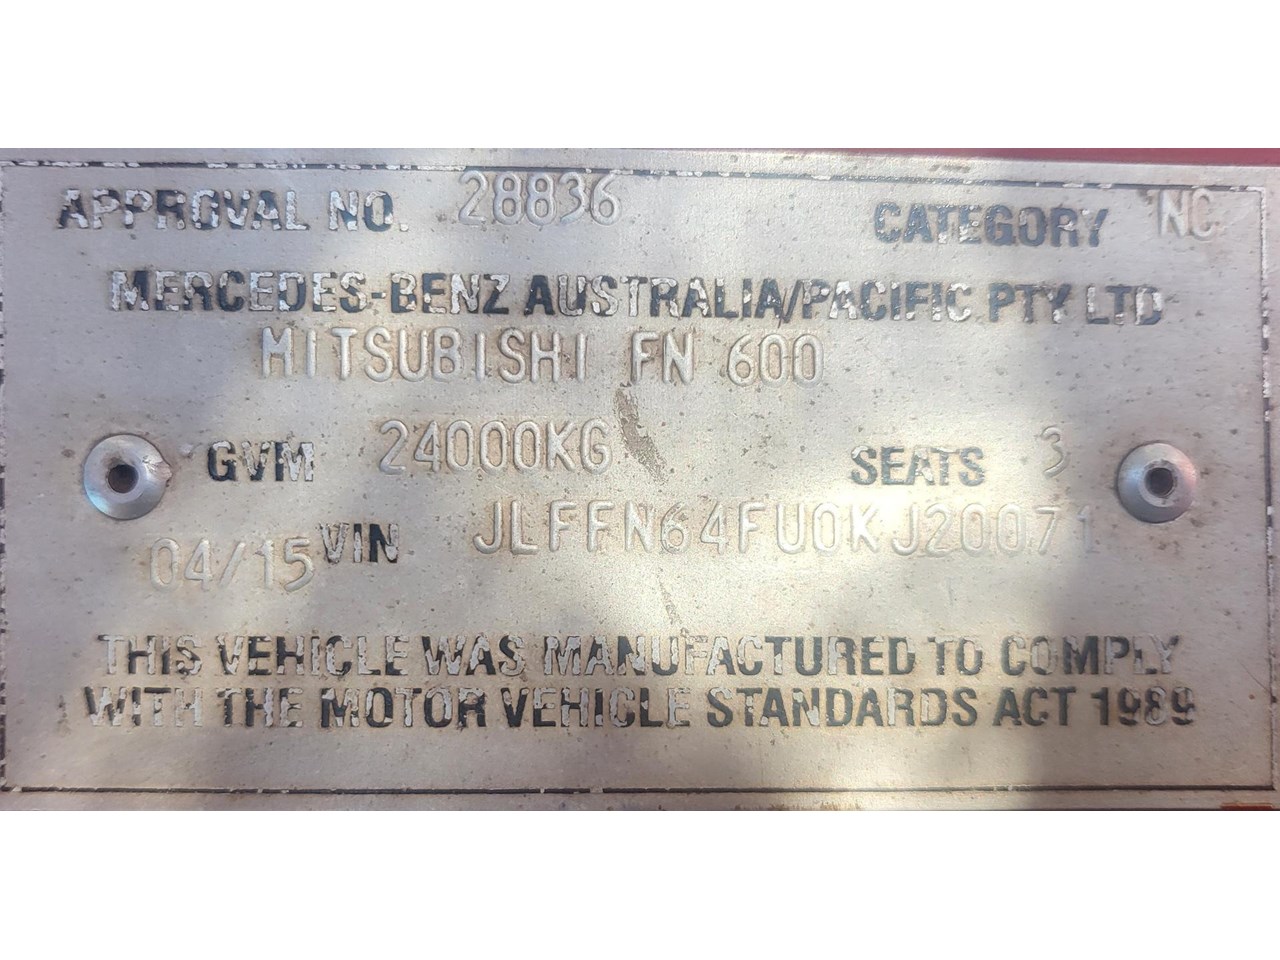 APPROVAL NO. 28836 CATEGORY NC
MERCEDES-BENZ AUSTRALIA/PACIFIC PTY LTD
MITSUBISHI FN 600
GVM 24000KG SEATS 3
04/15 VIN JLFFN64FU0KJ20071
THIS VEHICLE WAS MANUFACTURED TO COMPLY
WITH THE MOTOR VEHICLE STANDARDS ACT 1989